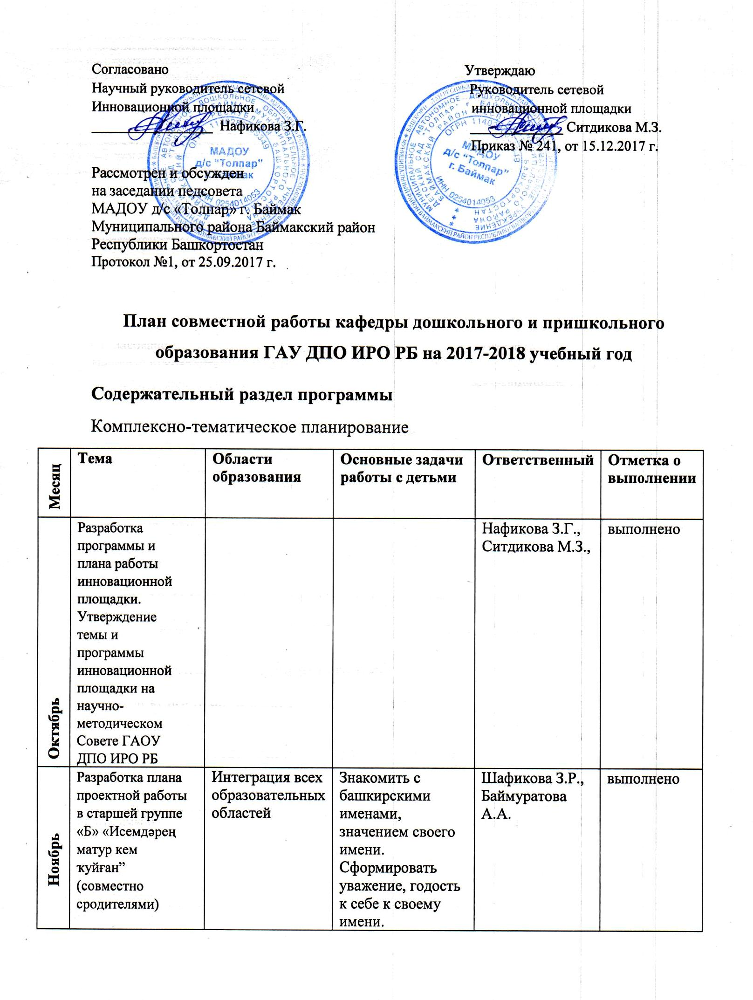 Согласовано
Научный руководитель сетевой
Инновационной площадки
Нафикова З.Г.
Утверждаю
Руководитель сетевой
инновационной площадки
Ситдикова М.З.
Приказ № 241, от 15.12.2017 г.
МАДОУ
д/с “Толпар”
ИНН 0254014053
МАДОУ
д/с “Толпар”
г. Баймак
ИНН 0254014053
Рассмотрен и обсужден
на заседании педсовета
МАДОУ д/с «Толпар» г. Баймак
Муниципального района Баймакский район
Республики Башкортостан
Протокол №1, от 25.09.2017 г.
План совместной работы кафедры дошкольного и пришкольного
образования ГАУ ДПО ИРО РБ на 2017-2018 учебный год
Содержательный раздел программы
Комплексно-тематическое планирование
Месяц
Тема
Области
образования
Основные задачи
работы с детьми
Ответственный
Отметка о
выполнении
Октябрь
Разработка
программы и
плана работы
инновационной
площадки.
Утверждение
темы и
программы
инновационной
площадки на
научно-
методическом
Совете ГАОУ
ДПО ИРО РБ
Нафикова З.Г.,
Ситдикова М.З.,
выполнено
Ноябрь
Разработка плана
проектной работы
в старшей группе
«Б» «Исемдәрең
матур кем
ҡуйған”
(совместно
сродителями)
Интеграция всех
образовательных
областей
Знакомить с
башкирскими
именами,
значением своего
имени.
Сформировать
уважение, годость
к себе к своему
имени.
Шафикова З.Р.,
Баймуратова
А.А.
выполнено